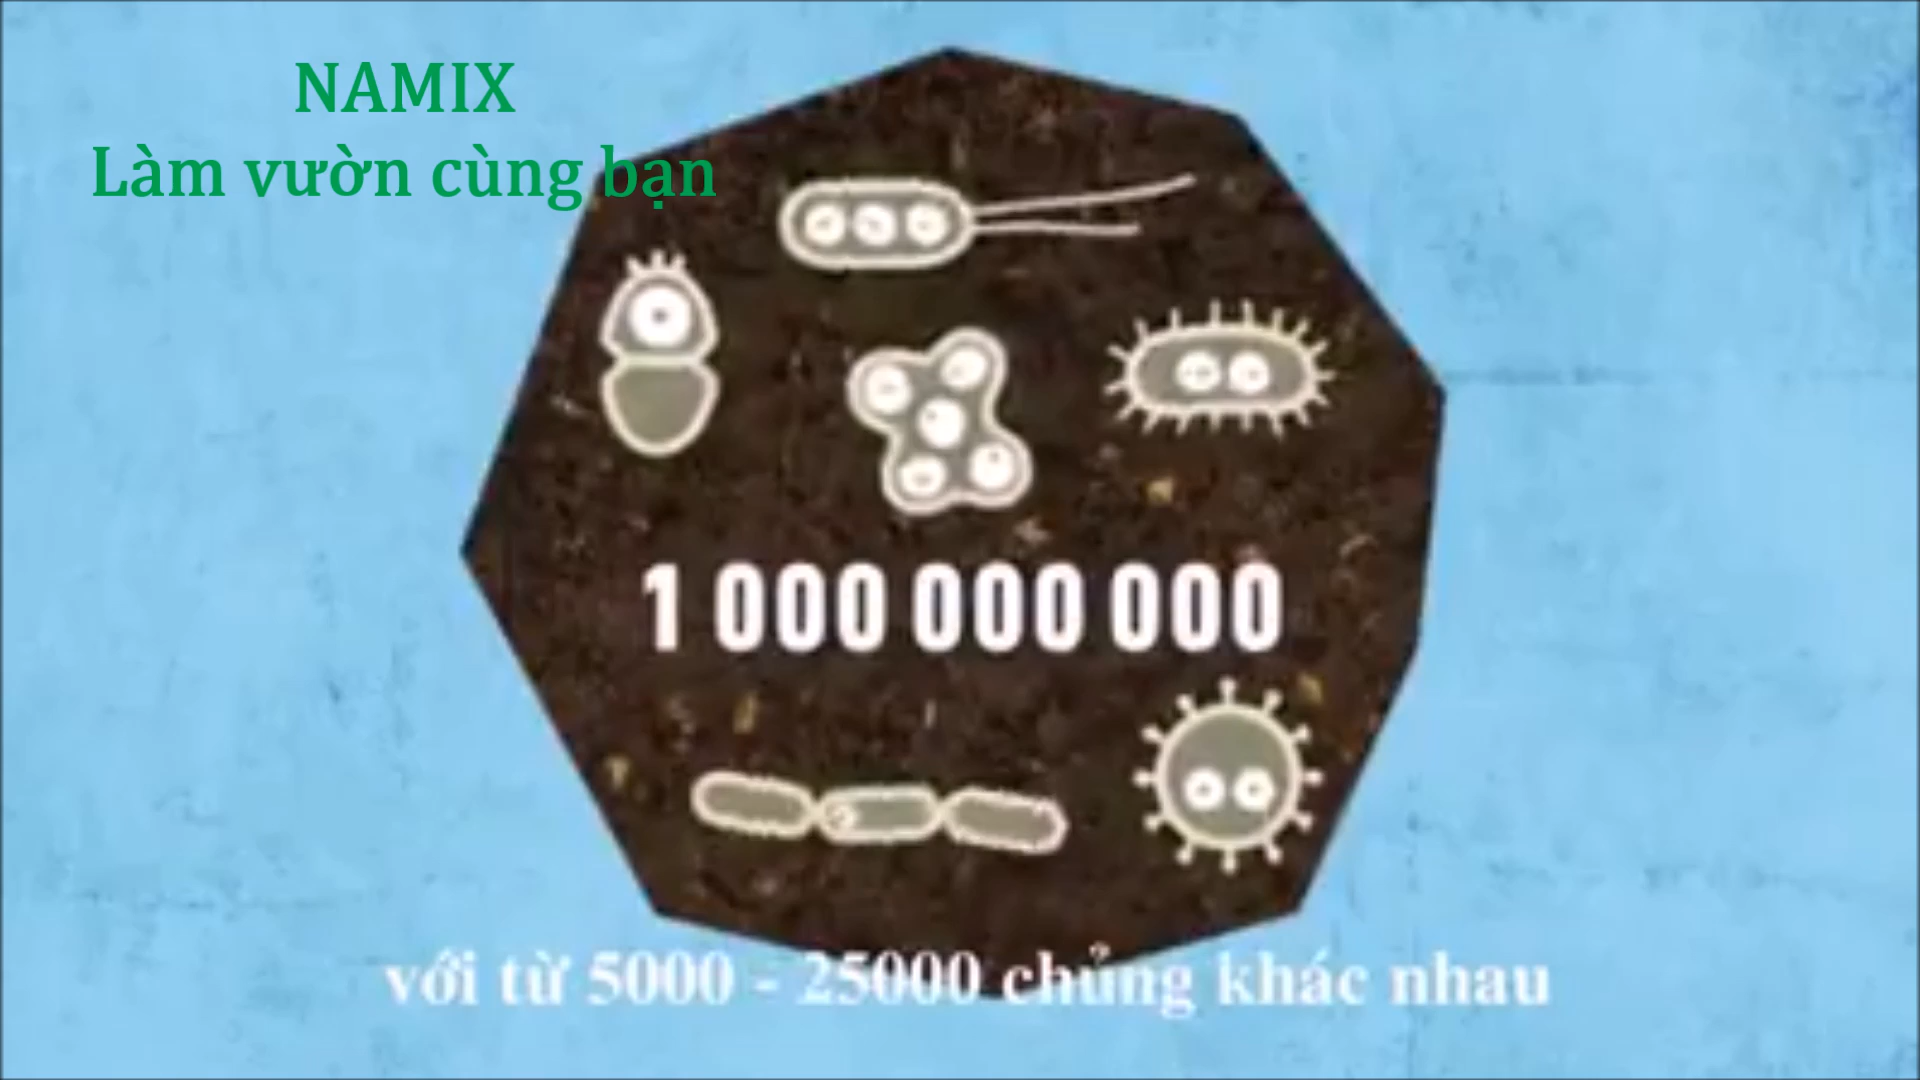 NAMIX
Làm vườn cùng bạn
1 000 000 000
với từ 5000 - 25000 chủng khác nhau